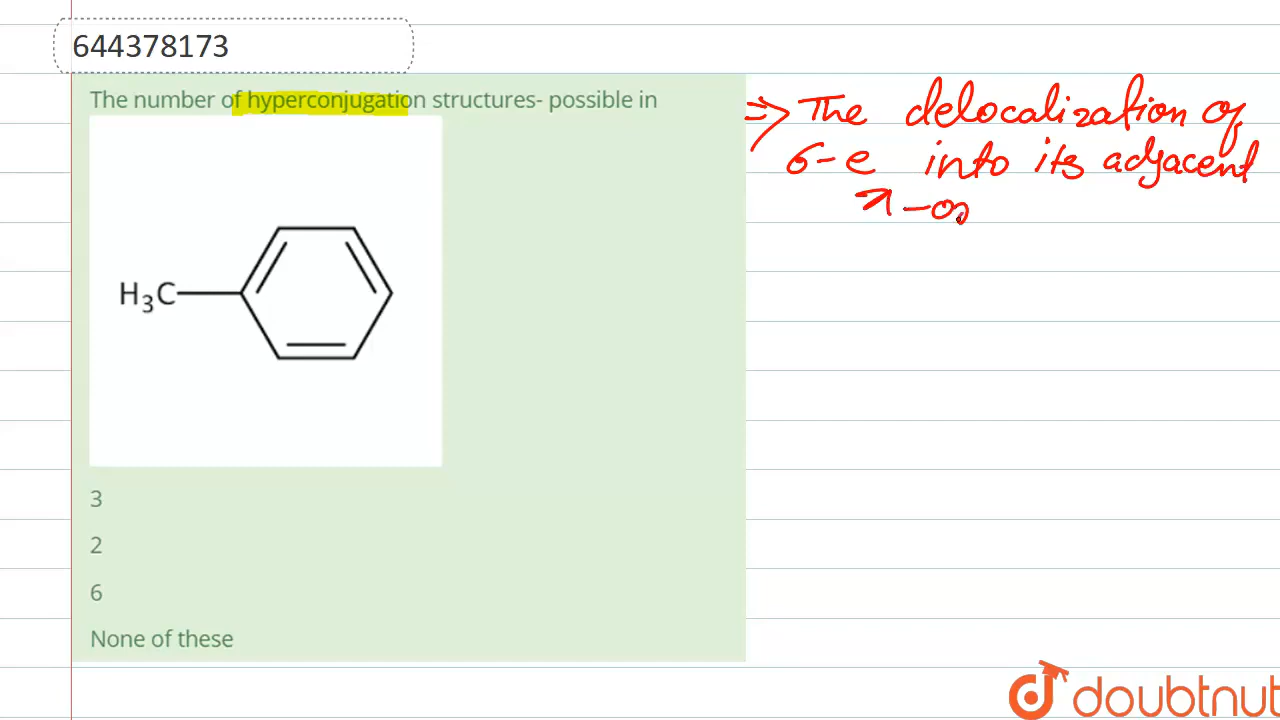 644378173
The number of hyperconjugation structures- possible in
H₃C
3
2
6
None of these
⇒ The delocalization of
σ-e into its adjacent
doubtnut